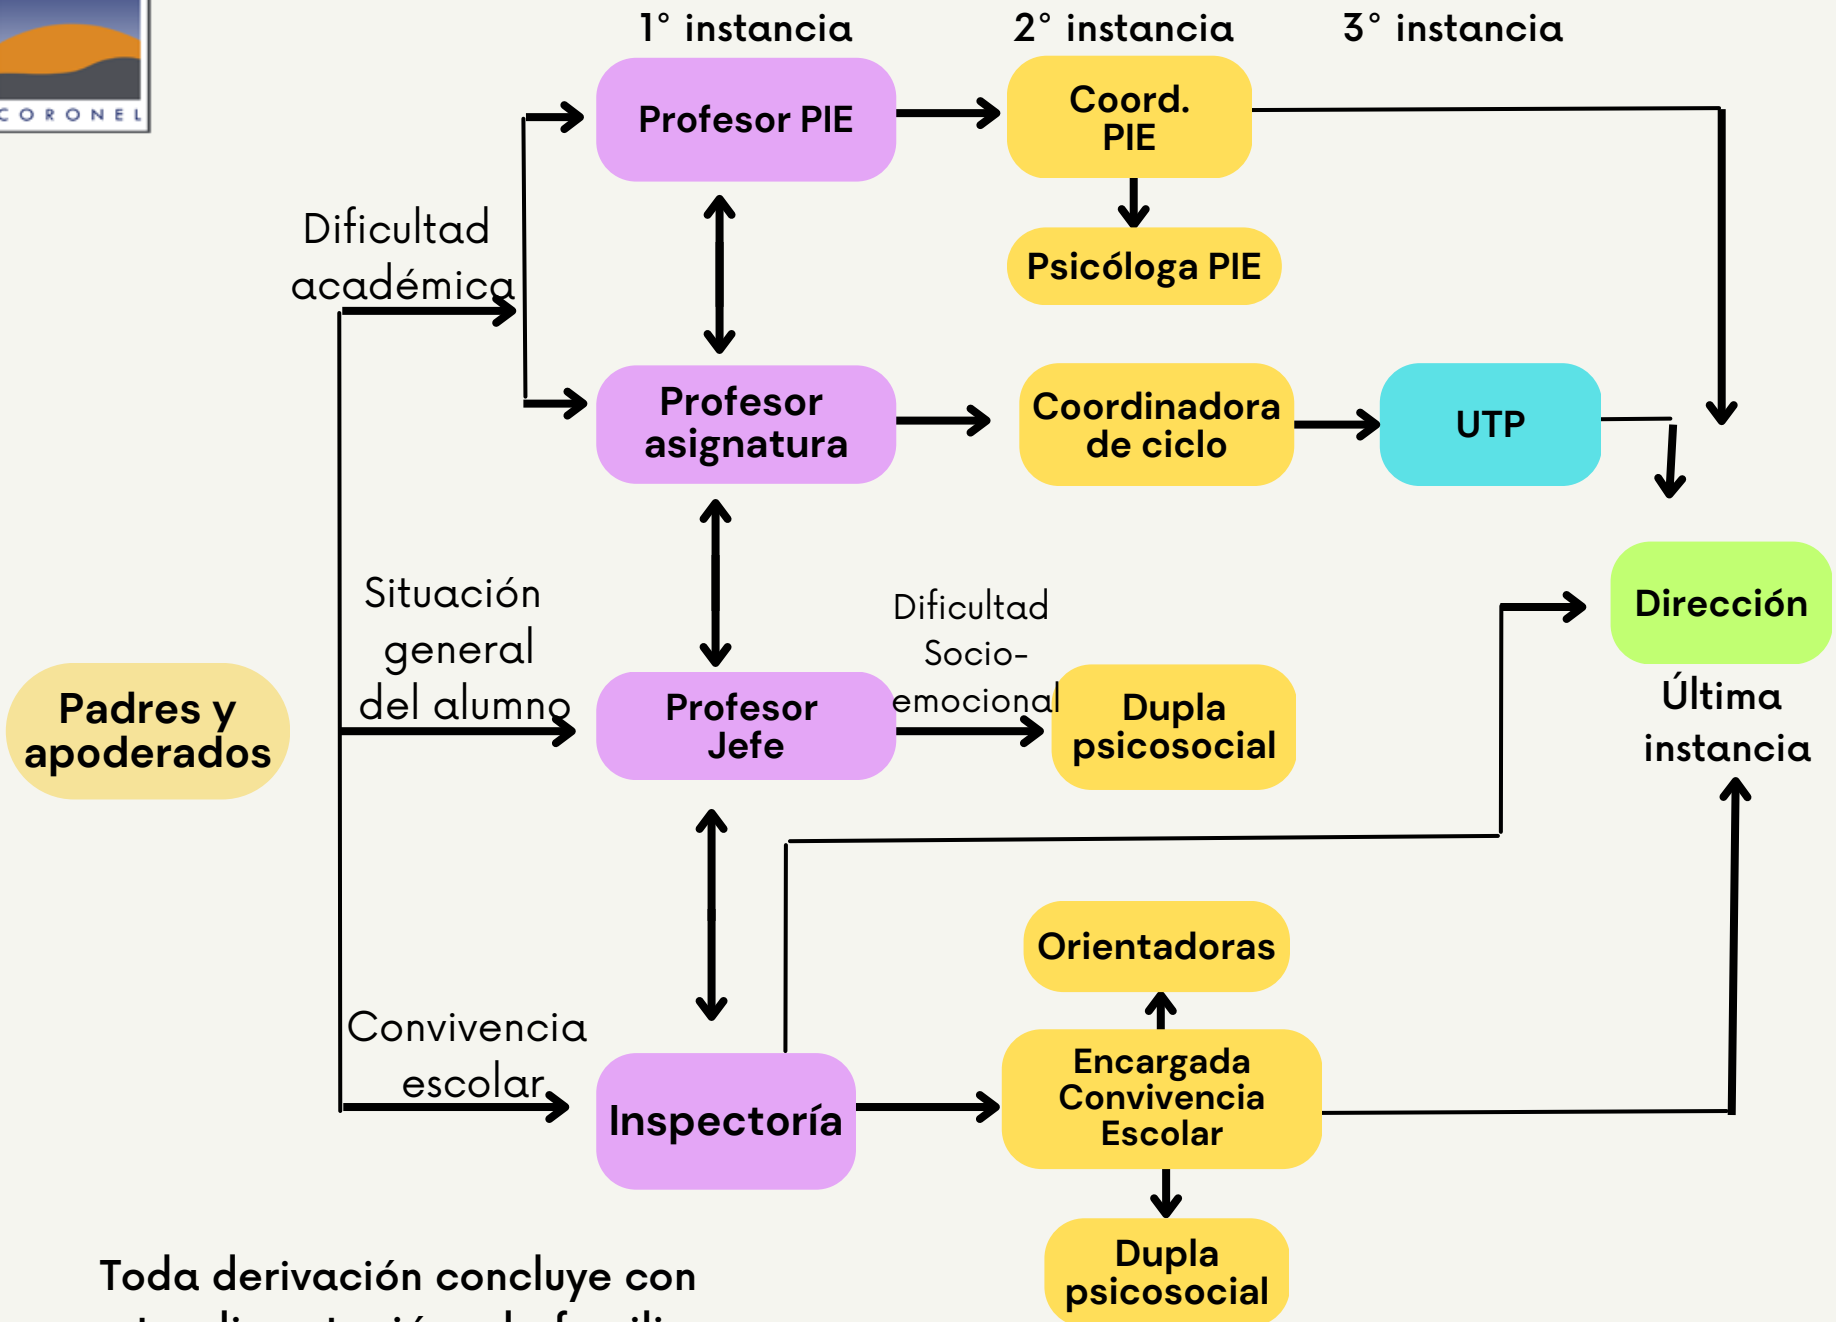 CORONEL
1° instancia
2° instancia
3° instancia
Profesor PIE
Coord.
PIE
Psicóloga PIE
Dificultad
académica
Profesor
asignatura
Coordinadora
de ciclo
UTP
Situación
general
del alumno
Dificultad
Socio-
emocional
Dirección
Última
instancia
Padres y
apoderados
Profesor
Jefe
Dupla
psicosocial
Orientadoras
Convivencia
escolar
Inspectoría
Encargada
Convivencia
Escolar
Dupla
psicosocial
Toda derivación concluye con